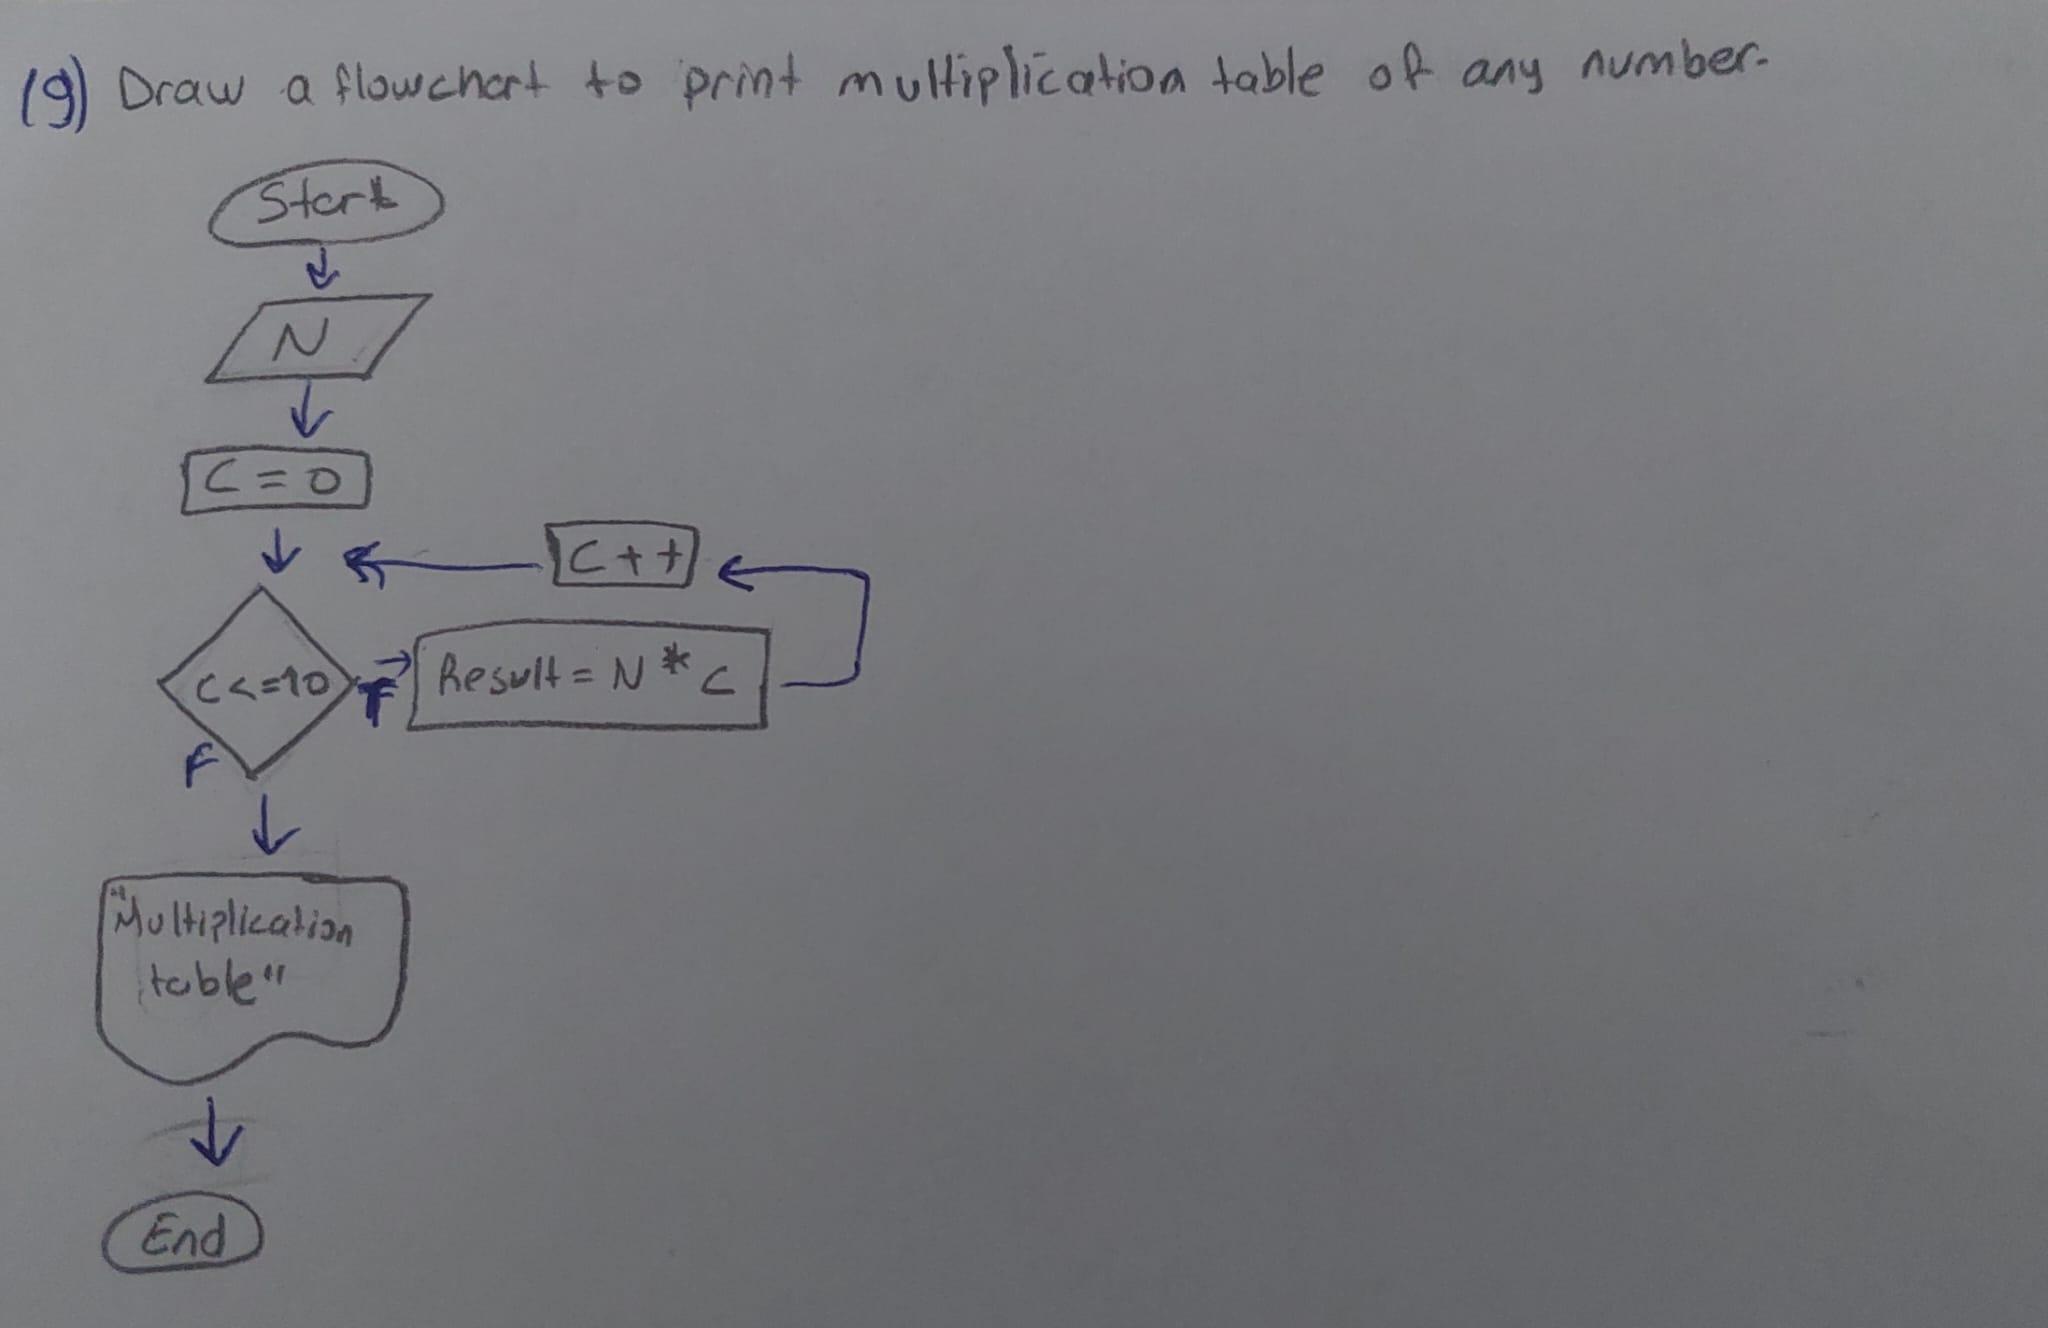 (9) Draw a flowchart to print multiplication table of any number.
Start
N
C=0
C++
C<=10
T
Result = N * C
F
"Multiplication
table"
End